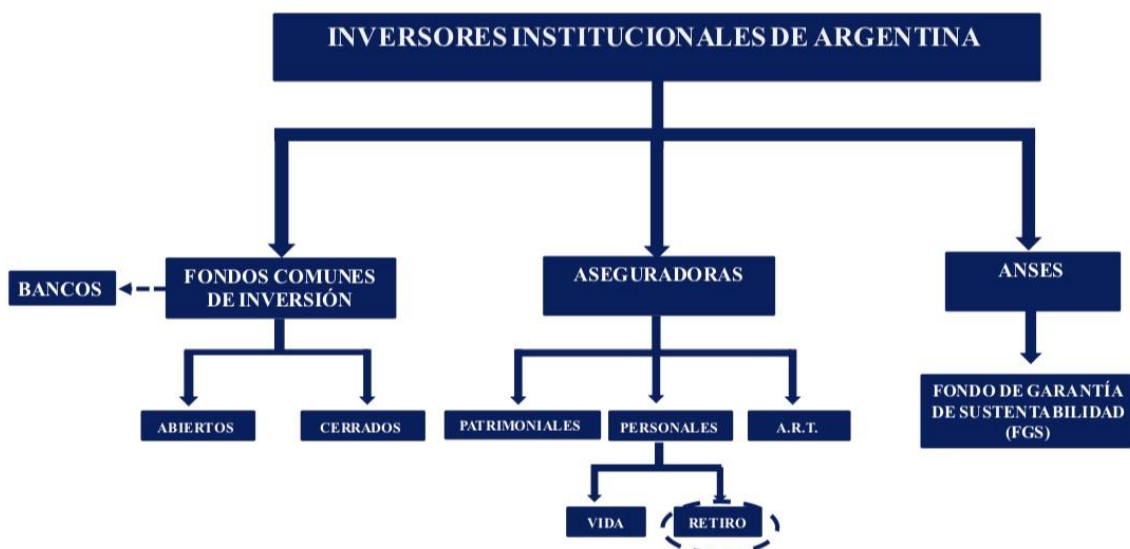 INVERSORES INSTITUCIONALES DE ARGENTINA
BANCOS
FONDOS COMUNES
DE INVERSIÓN
ASEGURADORAS
ANSES
ABIERTOS
CERRADOS
PATRIMONIALES
PERSONALES
A.R.T.
FONDO DE GARANTÍA
DE SUSTENTABILIDAD
(FGS)
VIDA
RETIRO